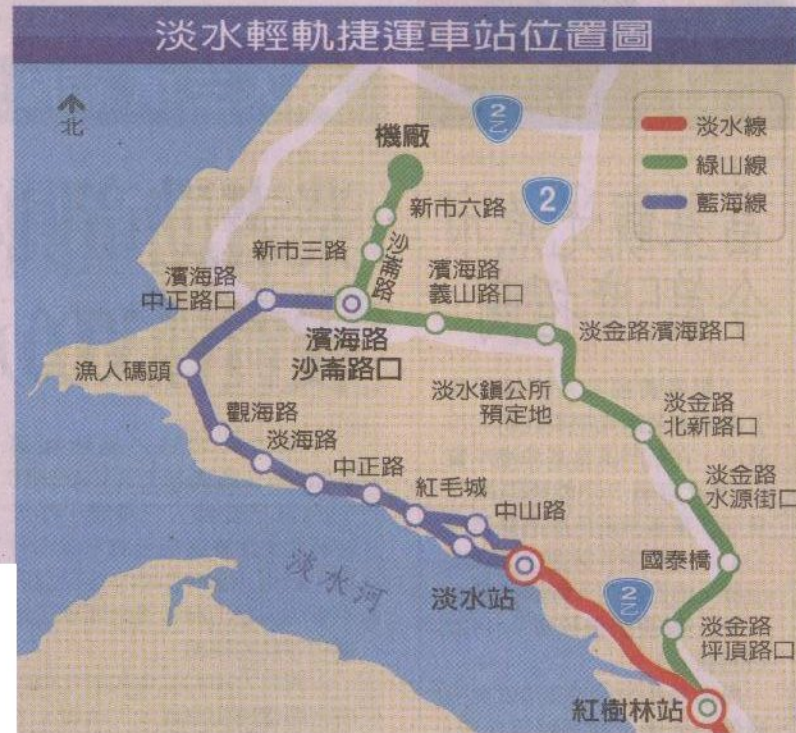 淡水輕軌捷運車站位置圖
北
2
乙
淡水線
綠山線
藍海線
機廠
2
新市六路
新市三路
沙崙路
濱海路
中正路口
濱海路
義山路口
濱海路
沙崙路口
淡金路濱海路口
漁人碼頭
淡水鎮公所
預定地
淡金路
北新路口
觀海路
淡海路
中正路
紅毛城
中山路
淡金路
水源街口
國泰橋
淡水河
淡水站
2
乙
淡金路
坪頂路口
紅樹林站